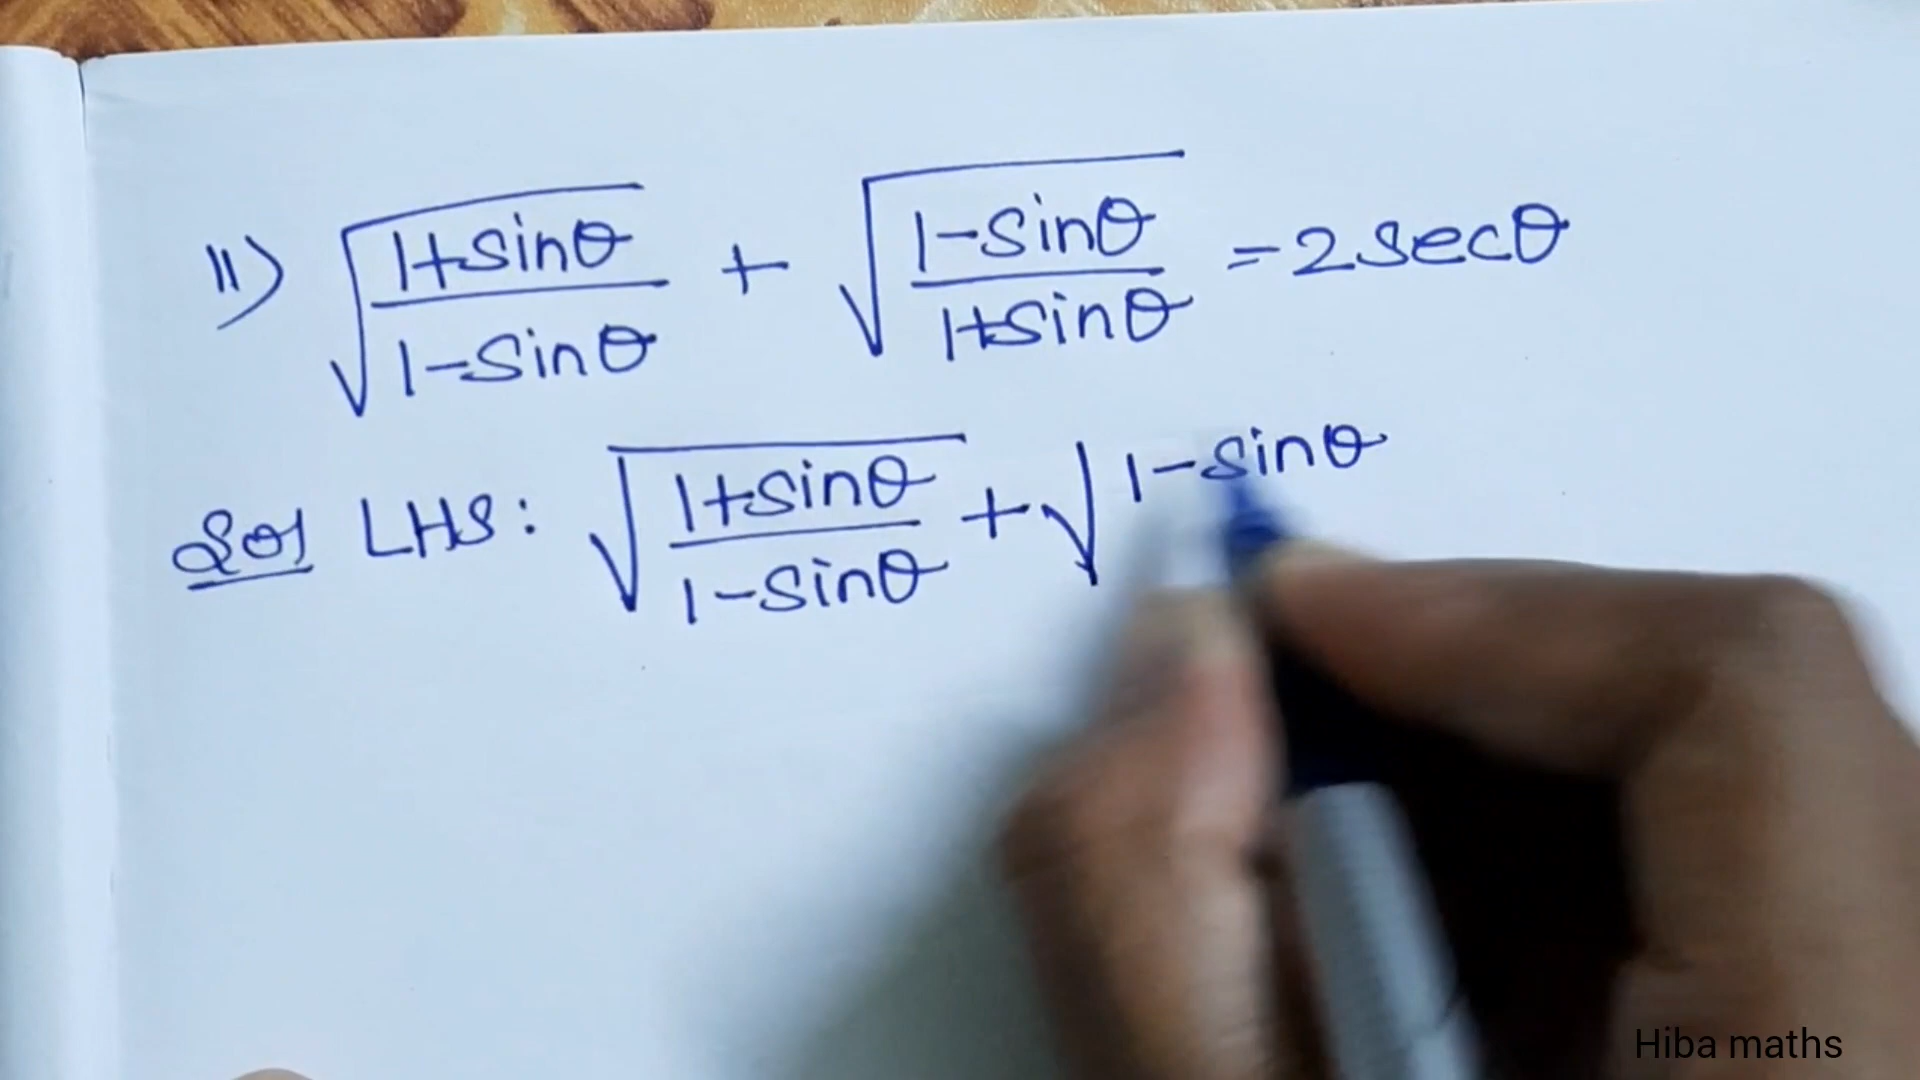 ii) √(1+sinθ / 1-sinθ) + √(1-sinθ / 1+sinθ) = 2secθ
Sol LHS: √(1+sinθ / 1-sinθ) + √1-sinθ
Hiba maths